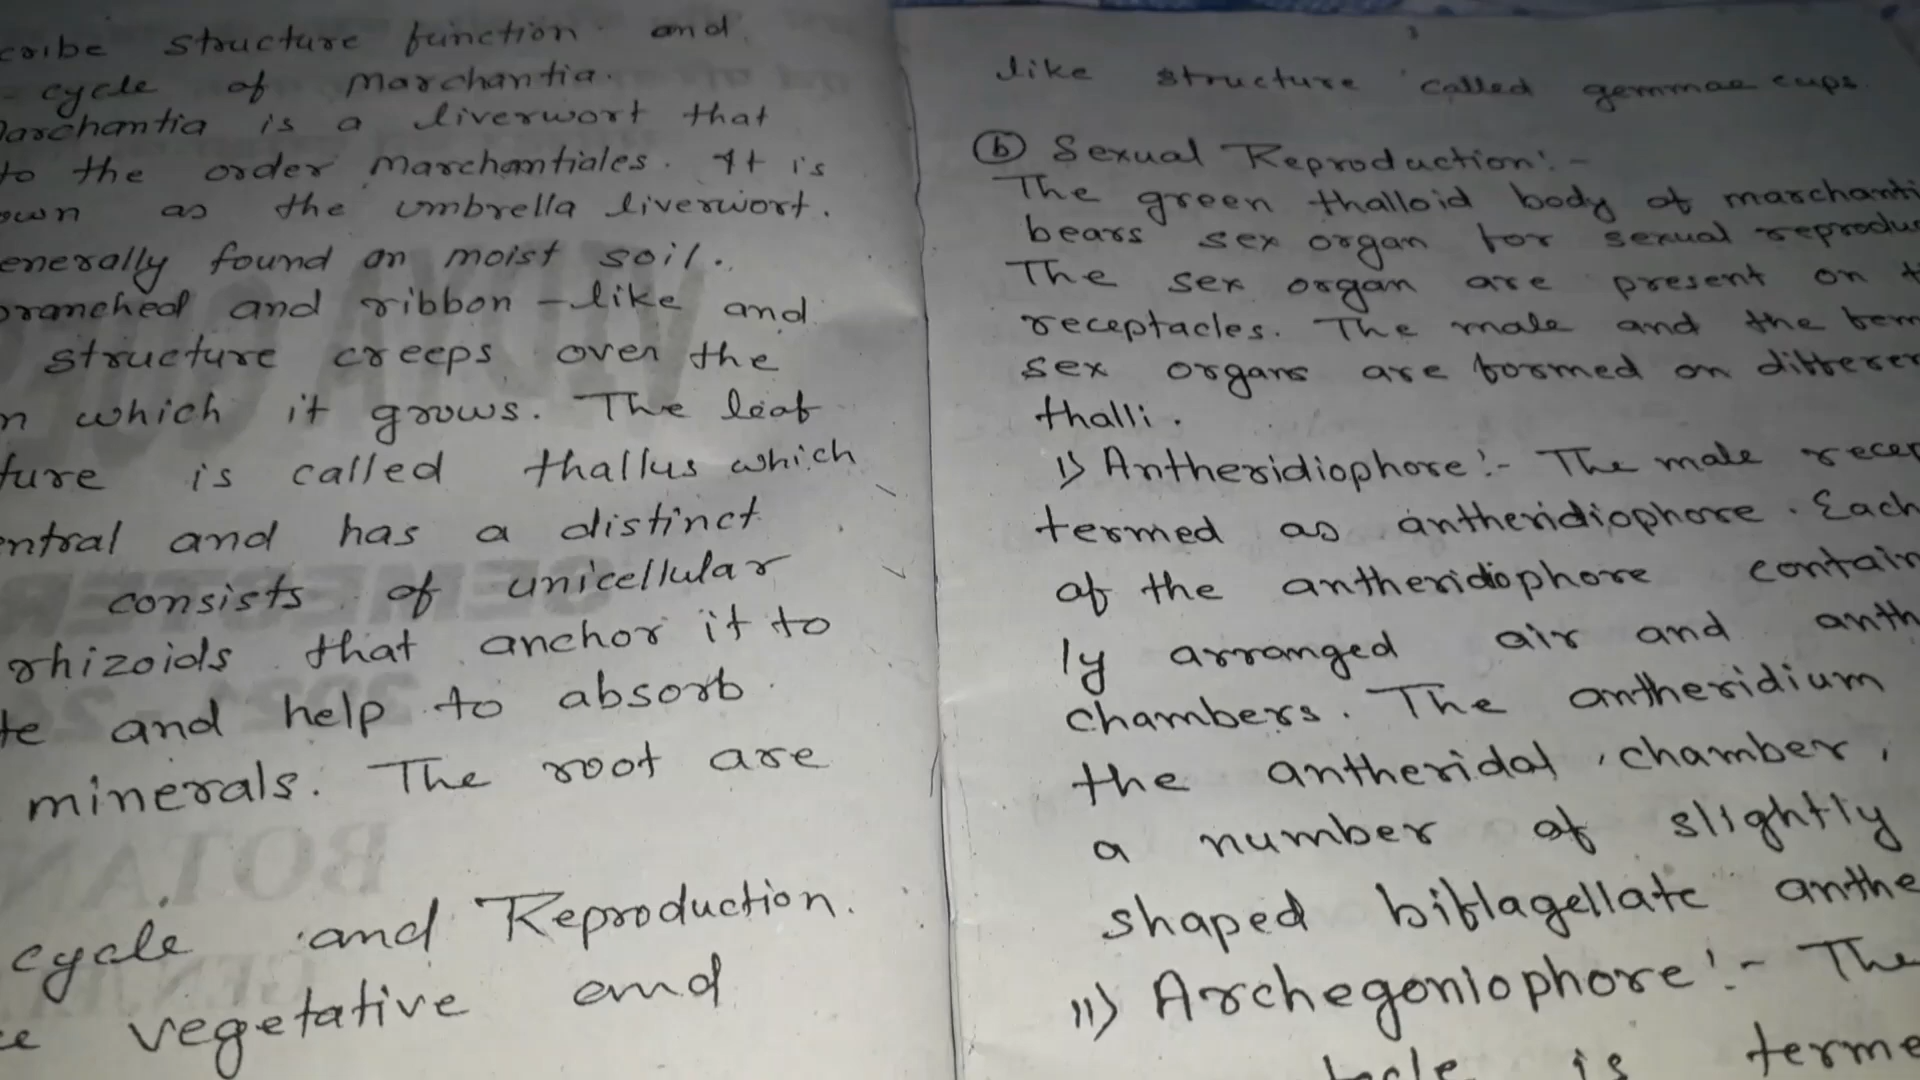 cribe structure function and
cycle of marchantia.
archantia is a liverwort that
to the order marchantiales. It is
own as the umbrella liverwort.
enerally found on moist soil.
branched and ribbon-like and
structure creeps over the
n which it grows. The leaf
ture is called thallus which
entral and has a distinct
consists of unicellular
rhizoids that anchor it to
te and help to absorb
minerals. The root are
cycle and Reproduction.
ce vegetative and
like structure called gemmae cups
(b) Sexual Reproduction:-
The green thalloid body of marchanti
bears sex organ for sexual reproduc
The sex organ are present on t
receptacles. The male and the fem
sex organs are formed on differen
thalli.
i) Antheridiophore:- The male recep
termed as antheridiophore. Each
of the antheridiophore contain
ly arranged air and anth
chambers. The antheridium
the antheridal chamber,
a number of slightly
shaped biflagellate anthe
ii) Archegoniophore:- The
tacle is terme